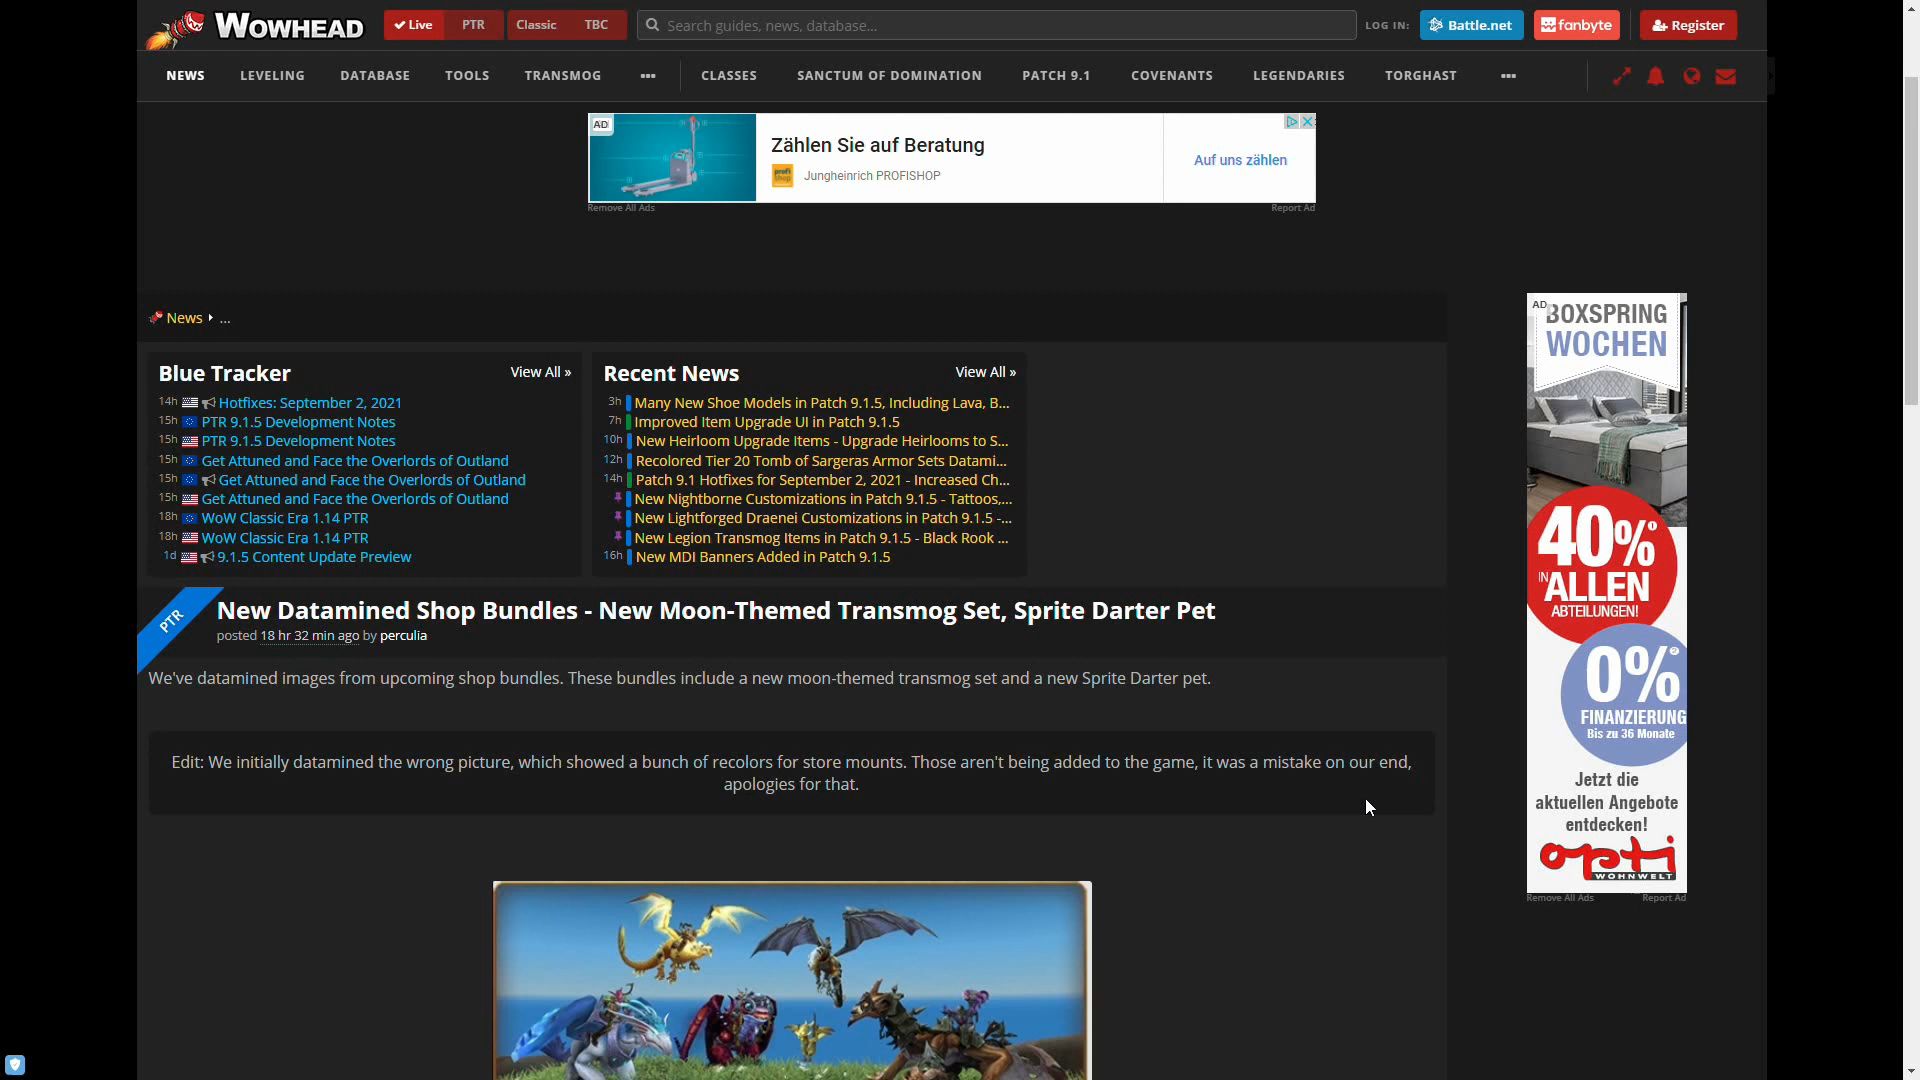 WOWHEAD
Live
PTR
Classic
TBC
Search guides, news, database...
LOG IN:
Battle.net
fanbyte
Register
NEWS
LEVELING
DATABASE
TOOLS
TRANSMOG
CLASSES
SANCTUM OF DOMINATION
PATCH 9.1
COVENANTS
LEGENDARIES
TORGHAST
AD
Zählen Sie auf Beratung
profi shop
Jungheinrich PROFISHOP
Auf uns zählen
Remove All Ads
Report Ad
News
...
Blue Tracker
View All »
14h Hotfixes: September 2, 2021
15h PTR 9.1.5 Development Notes
15h PTR 9.1.5 Development Notes
15h Get Attuned and Face the Overlords of Outland
15h Get Attuned and Face the Overlords of Outland
15h Get Attuned and Face the Overlords of Outland
18h WoW Classic Era 1.14 PTR
18h WoW Classic Era 1.14 PTR
1d 9.1.5 Content Update Preview
Recent News
View All »
3h Many New Shoe Models in Patch 9.1.5, Including Lava, B...
7h Improved Item Upgrade UI in Patch 9.1.5
10h New Heirloom Upgrade Items - Upgrade Heirlooms to S...
12h Recolored Tier 20 Tomb of Sargeras Armor Sets Datami...
14h Patch 9.1 Hotfixes for September 2, 2021 - Increased Ch...
New Nightborne Customizations in Patch 9.1.5 - Tattoos,...
New Lightforged Draenei Customizations in Patch 9.1.5 -...
New Legion Transmog Items in Patch 9.1.5 - Black Rook ...
16h New MDI Banners Added in Patch 9.1.5
PTR
New Datamined Shop Bundles - New Moon-Themed Transmog Set, Sprite Darter Pet
posted 18 hr 32 min ago by perculia
We've datamined images from upcoming shop bundles. These bundles include a new moon-themed transmog set and a new Sprite Darter pet.
Edit: We initially datamined the wrong picture, which showed a bunch of recolors for store mounts. Those aren't being added to the game, it was a mistake on our end,
apologies for that.
AD
BOXSPRING
WOCHEN
40%¹
IN ALLEN
ABTEILUNGEN!
0%²
FINANZIERUNG
Bis zu 36 Monate
Jetzt die
aktuellen Angebote
entdecken!
opti
WOHNWELT
Remove All Ads
Report Ad